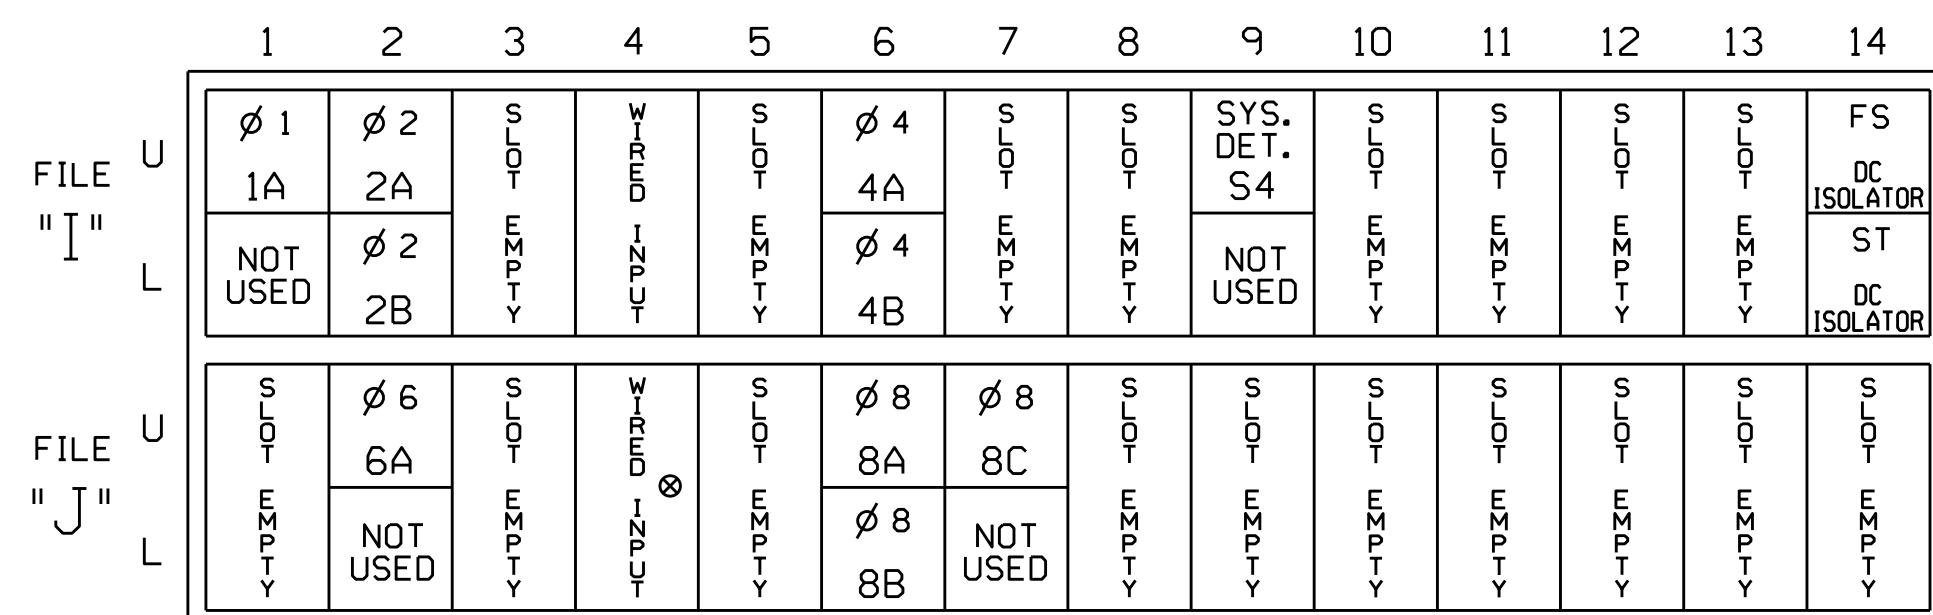 1 2 3 4 5 6 7 8 9 10 11 12 13 14
FILE
"I"
U
L
Ø 1
1A
NOT
USED
Ø 2
2A
Ø 2
2B
SLOT EMPTY
WIRED INPUT
SLOT EMPTY
Ø 4
4A
Ø 4
4B
SLOT EMPTY
SLOT EMPTY
SYS.
DET.
S4
NOT
USED
SLOT EMPTY
SLOT EMPTY
SLOT EMPTY
SLOT EMPTY
FS
DC
ISOLATOR
ST
DC
ISOLATOR
FILE
"J"
U
L
SLOT EMPTY
Ø 6
6A
NOT
USED
SLOT EMPTY
WIRED INPUT
⊗
SLOT EMPTY
Ø 8
8A
Ø 8
8B
Ø 8
8C
NOT
USED
SLOT EMPTY
SLOT EMPTY
SLOT EMPTY
SLOT EMPTY
SLOT EMPTY
SLOT EMPTY
SLOT EMPTY